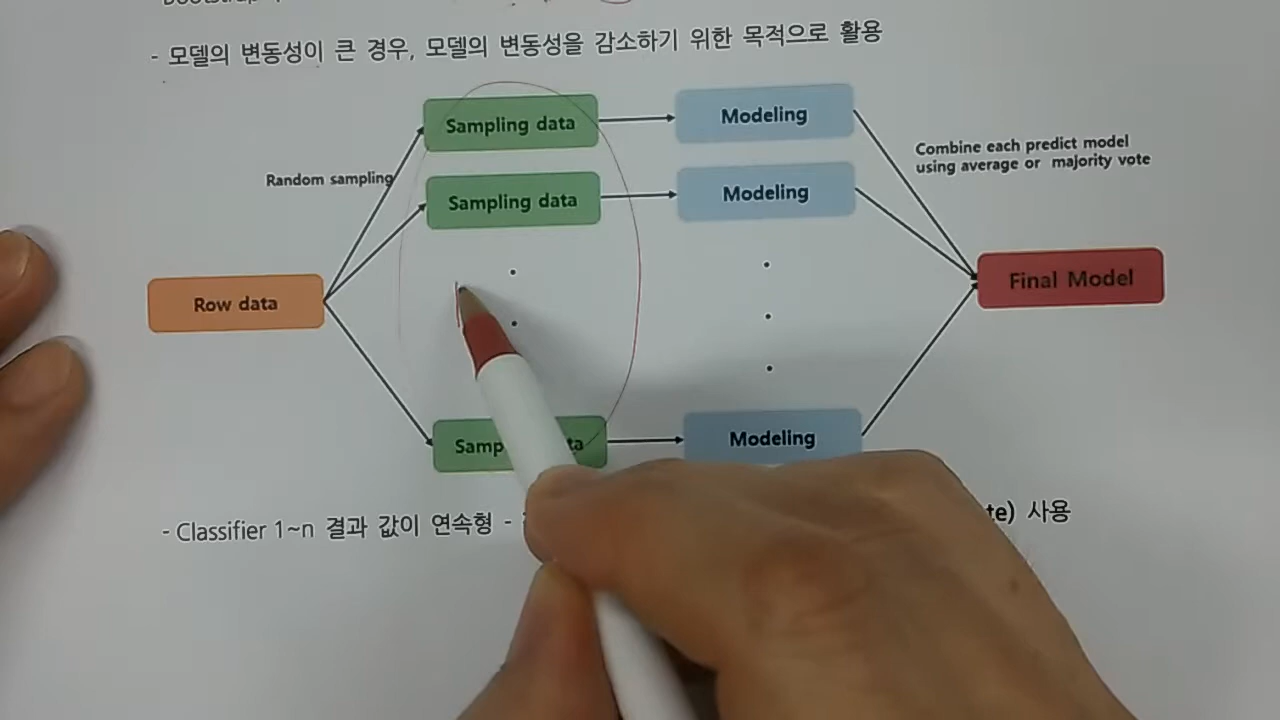 - 모델의 변동성이 큰 경우, 모델의 변동성을 감소하기 위한 목적으로 활용
Sampling data
Modeling
Combine each predict model
using average or majority vote
Random sampling
Sampling data
Modeling
Row data
Final Model
Modeling
- Classifier 1~n 결과 값이 연속형 -
사용